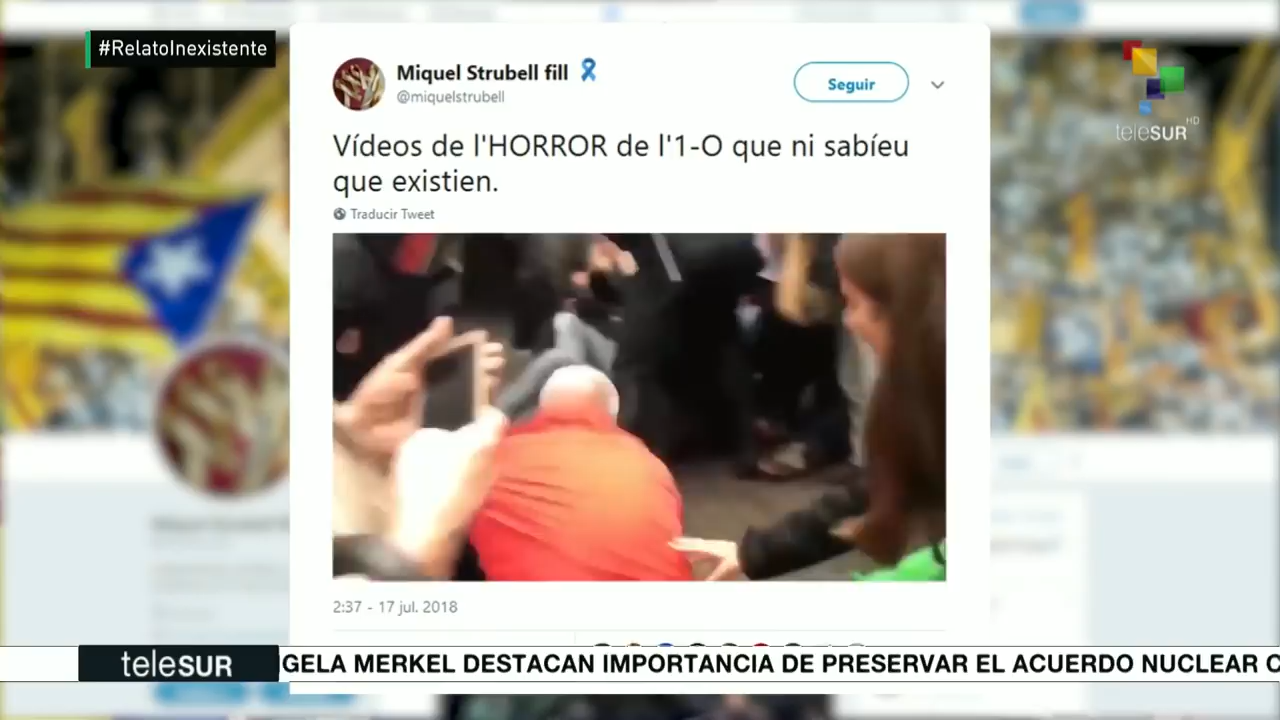 #RelatoInexistente
Miquel Strubell fill
@miquelstrubell
Seguir
teleSUR HD
Vídeos de l'HORROR de l'1-O que ni sabíeu
que existien.
Traducir Tweet
2:37 - 17 jul. 2018
teleSUR
GELA MERKEL DESTACAN IMPORTANCIA DE PRESERVAR EL ACUERDO NUCLEAR C